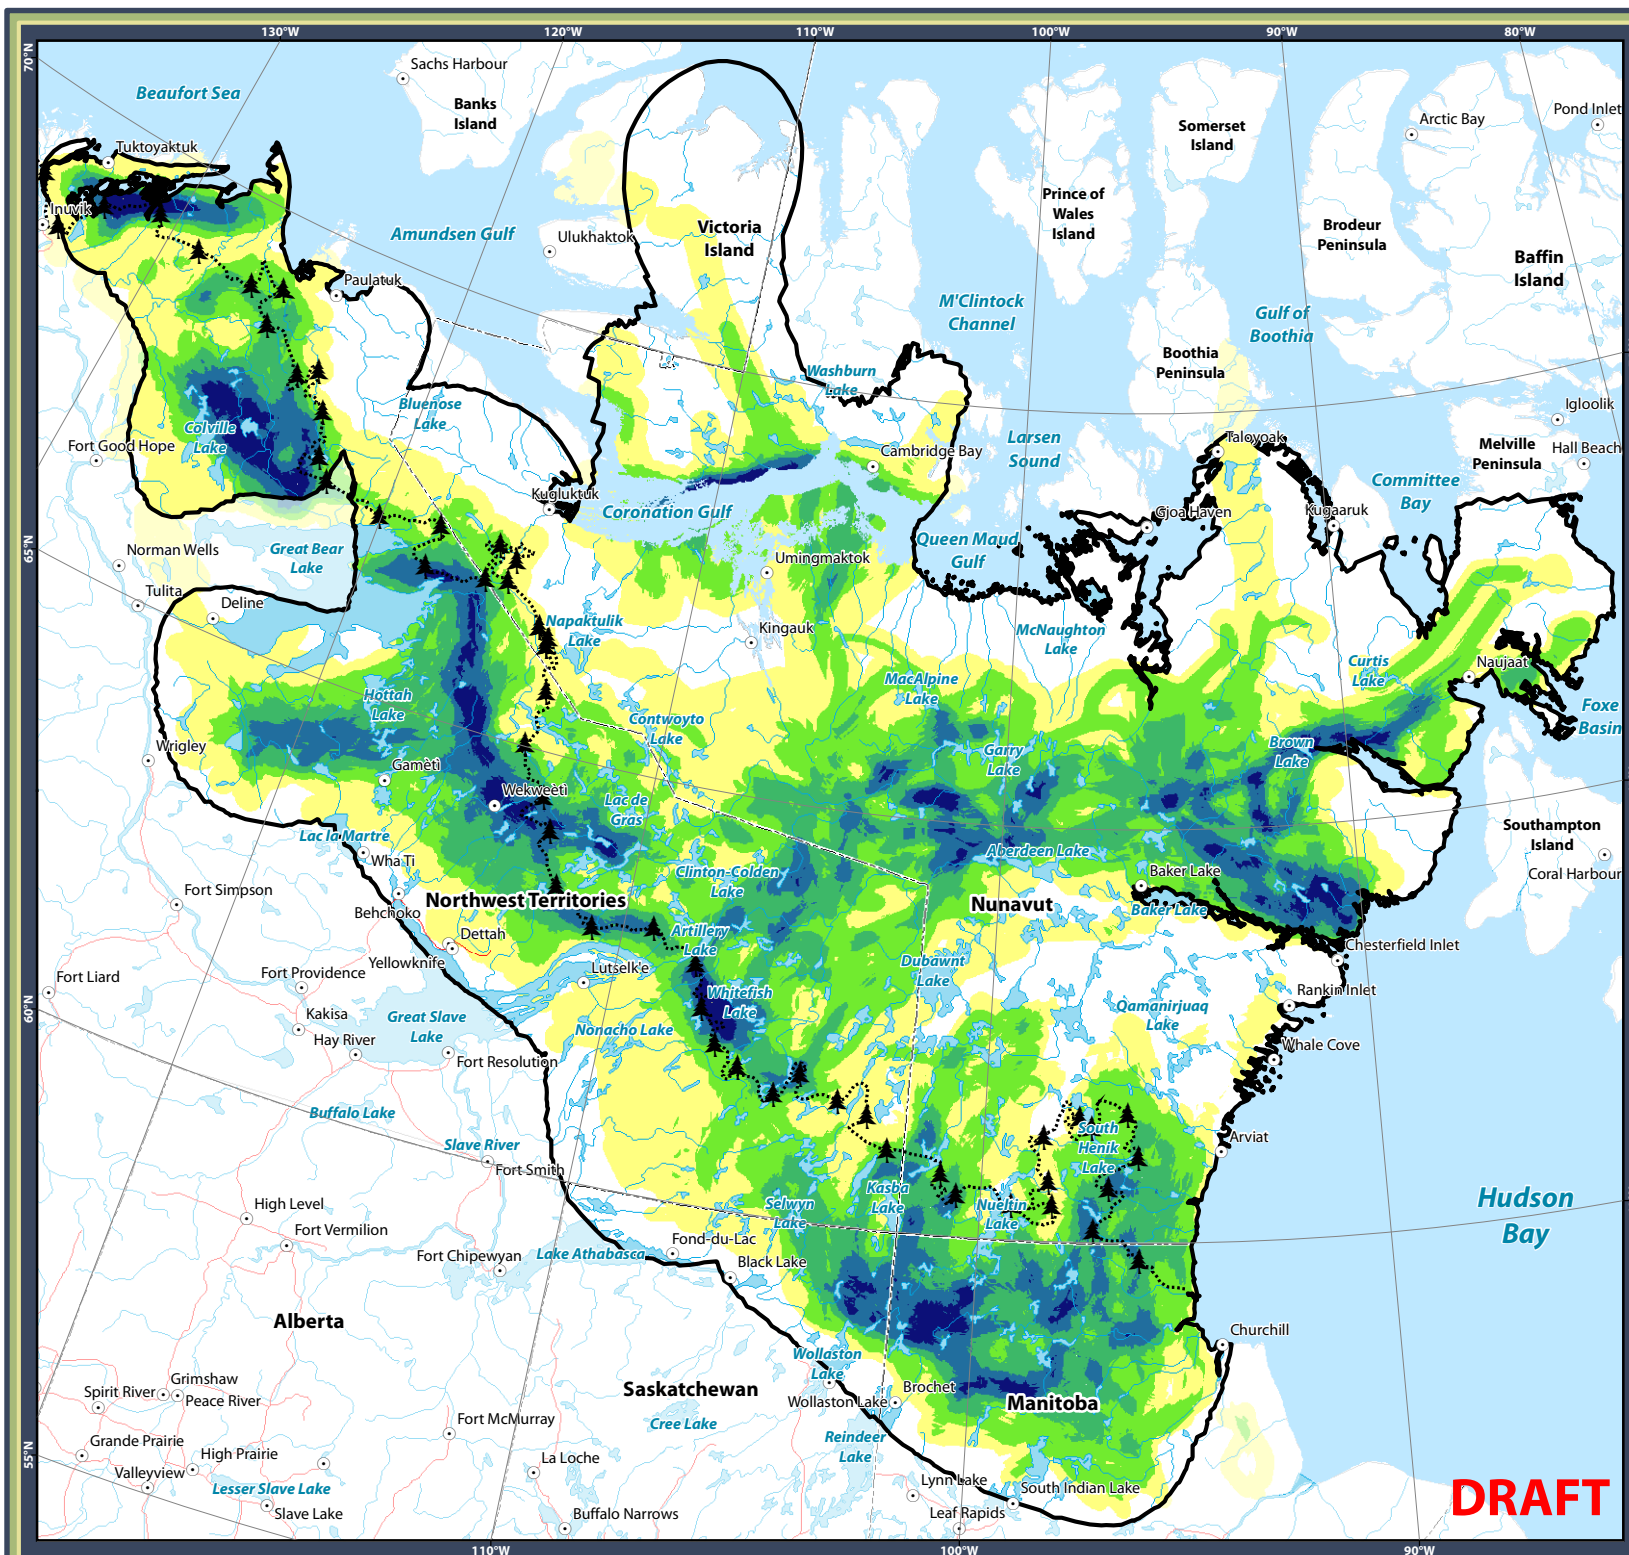 130°W
120°W
110°W
100°W
90°W
80°W
70°N
65°N
60°N
55°N
Beaufort Sea
Sachs Harbour
Banks
Island
Somerset
Island
Arctic Bay
Pond Inlet
Tuktoyaktuk
Inuvik
Amundsen Gulf
Ulukhaktok
Victoria
Island
Prince of
Wales
Island
Brodeur
Peninsula
Baffin
Island
Paulatuk
M'Clintock
Channel
Gulf of
Boothia
Boothia
Peninsula
Washburn
Lake
Bluenose
Lake
Igloolik
Colville
Lake
Fort Good Hope
Cambridge Bay
Larsen
Sound
Taloyoak
Melville
Peninsula
Hall Beach
Committee
Bay
Kugluktuk
Coronation Gulf
Gjoa Haven
Kugaaruk
Norman Wells
Great Bear
Lake
Umingmaktok
Queen Maud
Gulf
Tulita
Deline
Napaktulik
Lake
Kingauk
McNaughton
Lake
Curtis
Lake
Naujaat
Hottah
Lake
MacAlpine
Lake
Foxe
Basin
Contwoyto
Lake
Wrigley
Garry
Lake
Brown
Lake
Gamèti
Wekweèti
Lac de
Gras
Lac la Martre
Wha Ti
Aberdeen Lake
Southampton
Island
Clinton-Colden
Lake
Baker Lake
Coral Harbour
Fort Simpson
Northwest Territories
Nunavut
Baker Lake
Behchoko
Dettah
Artillery
Lake
Chesterfield Inlet
Yellowknife
Lutselk'e
Dubawnt
Lake
Fort Liard
Fort Providence
Rankin Inlet
Whitefish
Lake
Qamanirjuaq
Lake
Kakisa
Great Slave
Lake
Nonacho Lake
Hay River
Whale Cove
Fort Resolution
Buffalo Lake
South
Henik
Lake
Slave River
Arviat
Fort Smith
Kasba
Lake
High Level
Selwyn
Lake
Nueltin
Lake
Hudson
Bay
Fort Vermilion
Fond-du-Lac
Fort Chipewyan
Lake Athabasca
Black Lake
Alberta
Churchill
Wollaston
Lake
Grimshaw
Spirit River
Peace River
Saskatchewan
Brochet
Wollaston Lake
Manitoba
Fort McMurray
Cree Lake
Grande Prairie
High Prairie
Reindeer
Lake
La Loche
Valleyview
Lesser Slave Lake
Lynn Lake
South Indian Lake
Slave Lake
Buffalo Narrows
Leaf Rapids
DRAFT
110°W
100°W
90°W